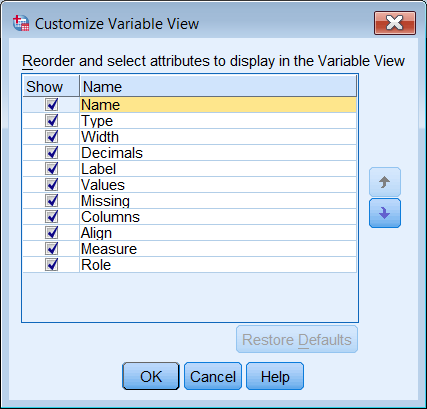 Customize Variable View
Reorder and select attributes to display in the Variable View
Show Name
Name
Type
Width
Decimals
Label
Values
Missing
Columns
Align
Measure
Role
Restore Defaults
OK Cancel Help